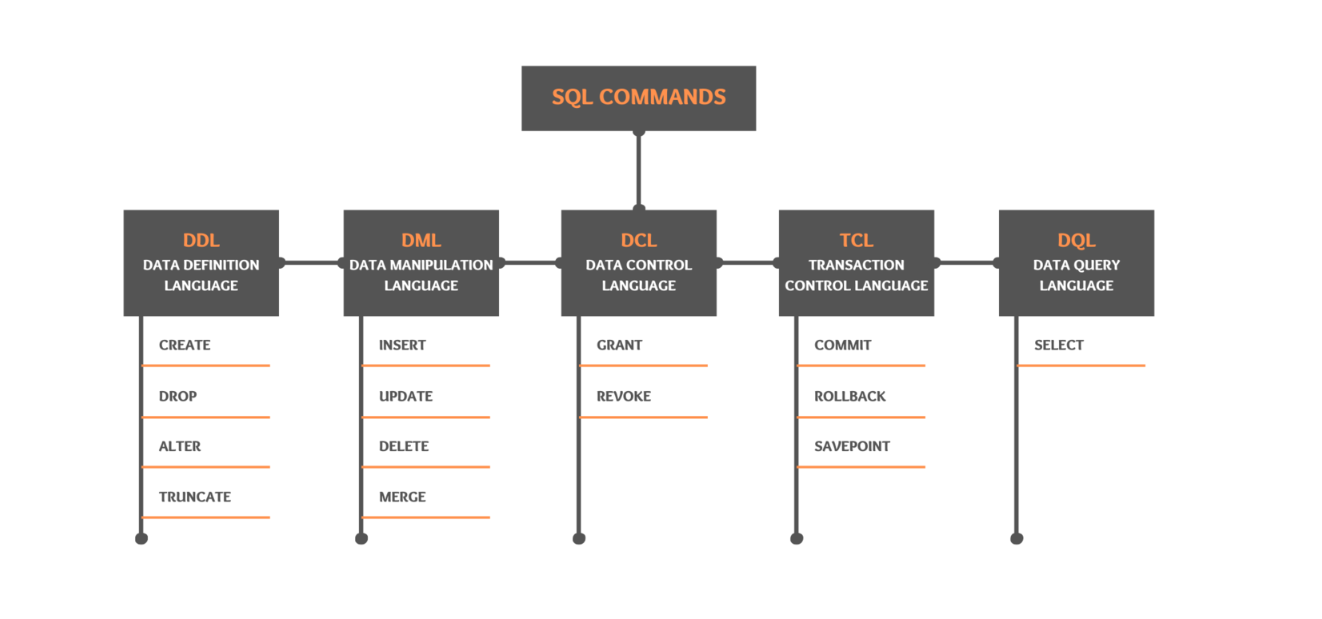 SQL COMMANDS
DDL
DATA DEFINITION
LANGUAGE
CREATE
DROP
ALTER
TRUNCATE
DML
DATA MANIPULATION
LANGUAGE
INSERT
UPDATE
DELETE
MERGE
DCL
DATA CONTROL
LANGUAGE
GRANT
REVOKE
TCL
TRANSACTION
CONTROL LANGUAGE
COMMIT
ROLLBACK
SAVEPOINT
DQL
DATA QUERY
LANGUAGE
SELECT